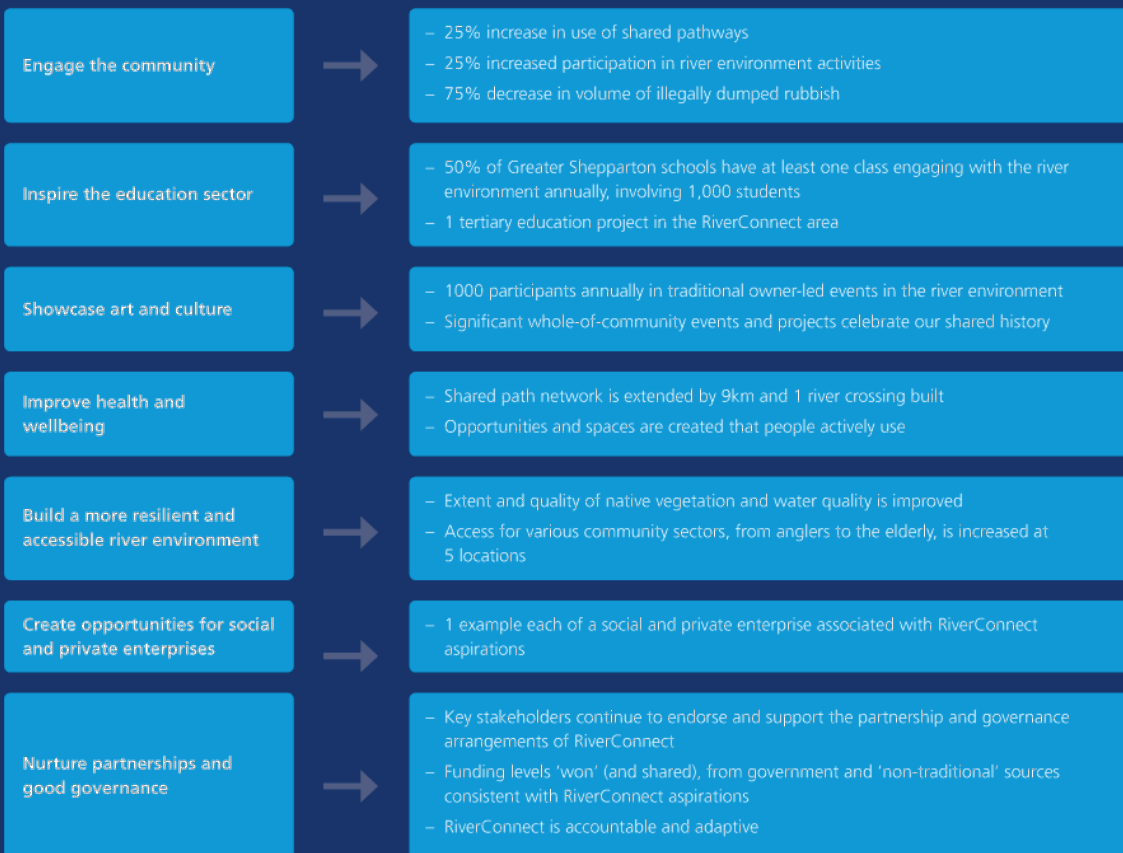 Engage the community
– 25% increase in use of shared pathways
– 25% increased participation in river environment activities
– 75% decrease in volume of illegally dumped rubbish
Inspire the education sector
– 50% of Greater Shepparton schools have at least one class engaging with the river
environment annually, involving 1,000 students
– 1 tertiary education project in the RiverConnect area
Showcase art and culture
– 1000 participants annually in traditional owner-led events in the river environment
– Significant whole-of-community events and projects celebrate our shared history
Improve health and
wellbeing
– Shared path network is extended by 9km and 1 river crossing built
– Opportunities and spaces are created that people actively use
Build a more resilient and
accessible river environment
– Extent and quality of native vegetation and water quality is improved
– Access for various community sectors, from anglers to the elderly, is increased at
5 locations
Create opportunities for social
and private enterprises
– 1 example each of a social and private enterprise associated with RiverConnect
aspirations
Nurture partnerships and
good governance
– Key stakeholders continue to endorse and support the partnership and governance
arrangements of RiverConnect
– Funding levels ‘won’ (and shared), from government and ‘non-traditional’ sources
consistent with RiverConnect aspirations
– RiverConnect is accountable and adaptive